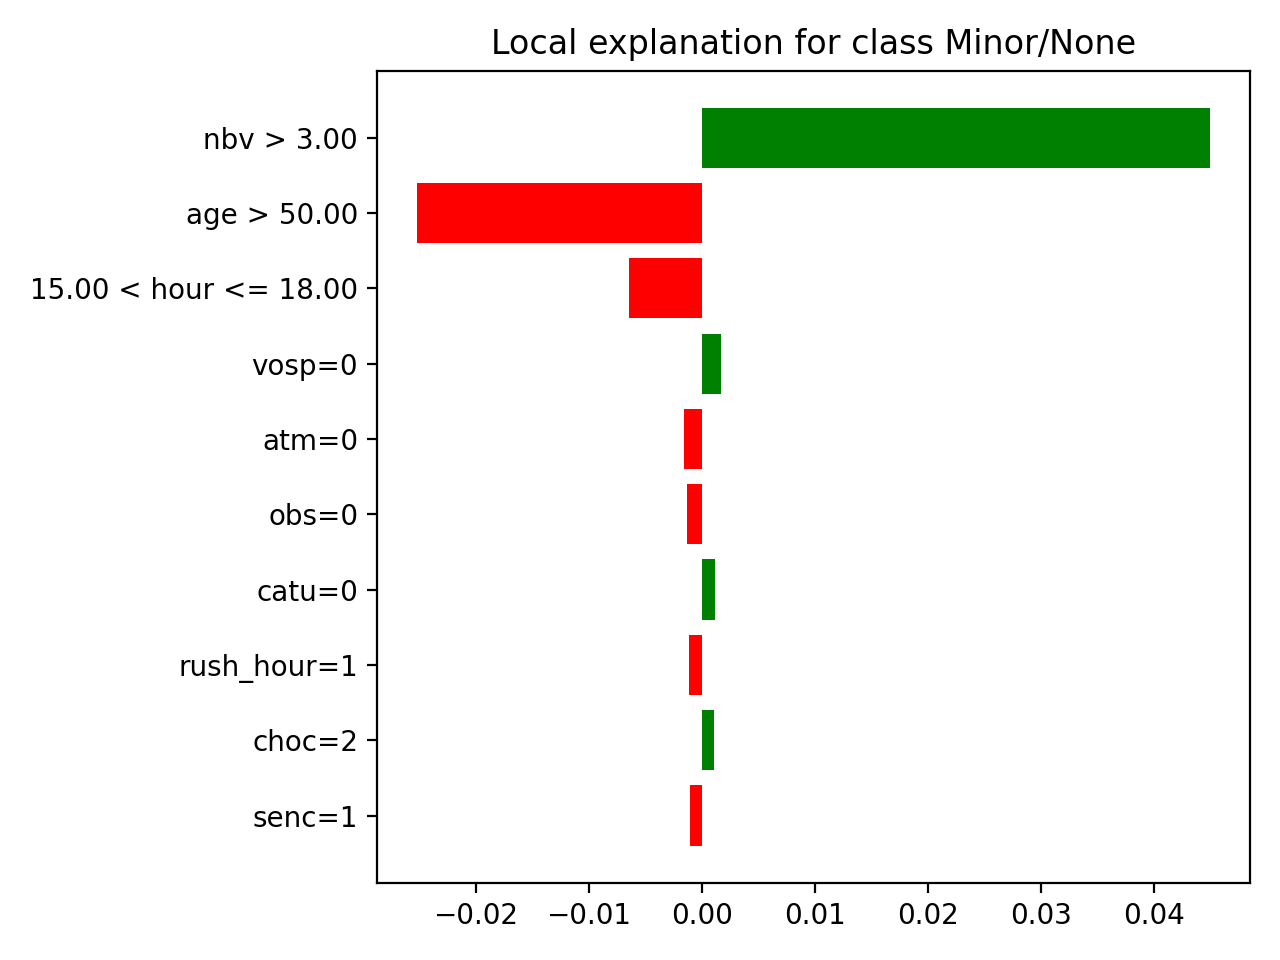 Local explanation for class Minor/None
nbv > 3.00
age > 50.00
15.00 < hour <= 18.00
vosp=0
atm=0
obs=0
catu=0
rush_hour=1
choc=2
senc=1
−0.02 −0.01 0.00 0.01 0.02 0.03 0.04